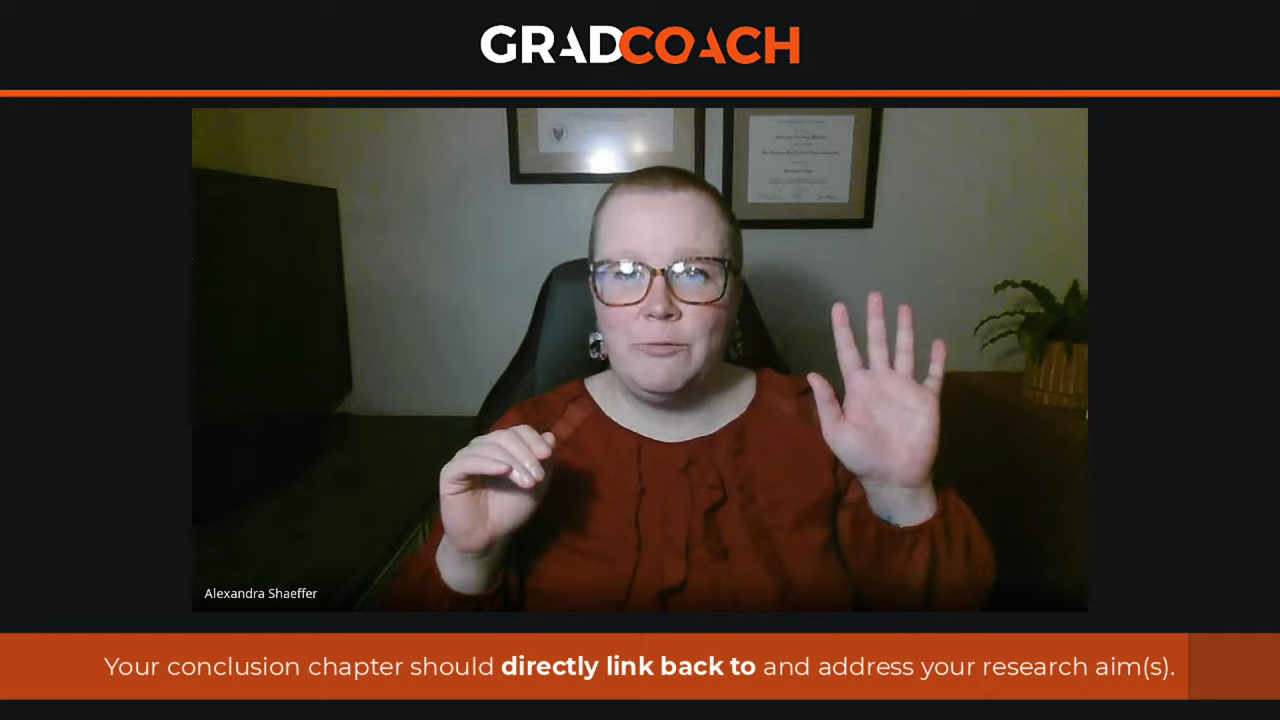 GRADCOACH
Alexandra Shaeffer
Your conclusion chapter should directly link back to and address your research aim(s).